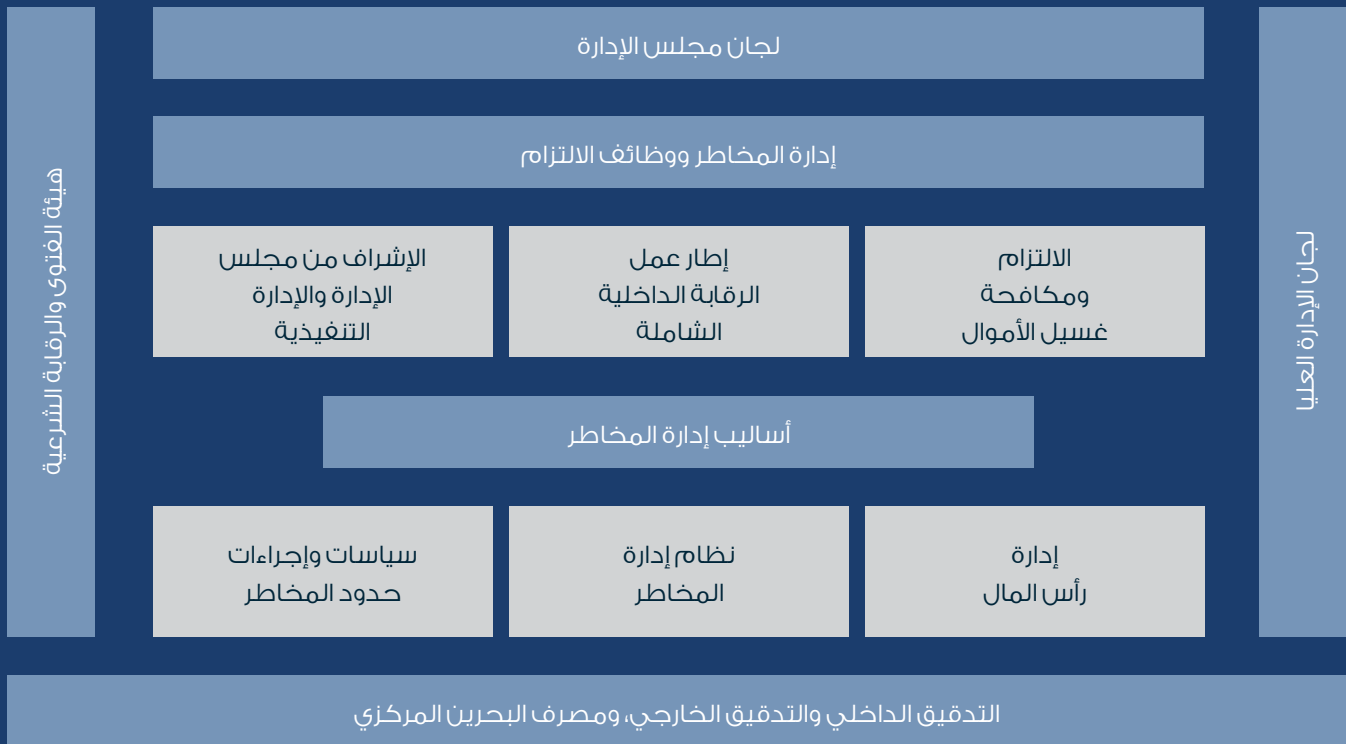 لجان مجلس الإدارة
إدارة المخاطر ووظائف الالتزام
لجان الإدارة العليا
الالتزام
ومكافحة
غسيل الأموال
إطار عمل
الرقابة الداخلية
الشاملة
الإشراف من مجلس
الإدارة والإدارة
التنفيذية
هيئة الفتوى والرقابة الشرعية
أساليب إدارة المخاطر
إدارة
رأس المال
نظام إدارة
المخاطر
سياسات وإجراءات
حدود المخاطر
التدقيق الداخلي والتدقيق الخارجي، ومصرف البحرين المركزي